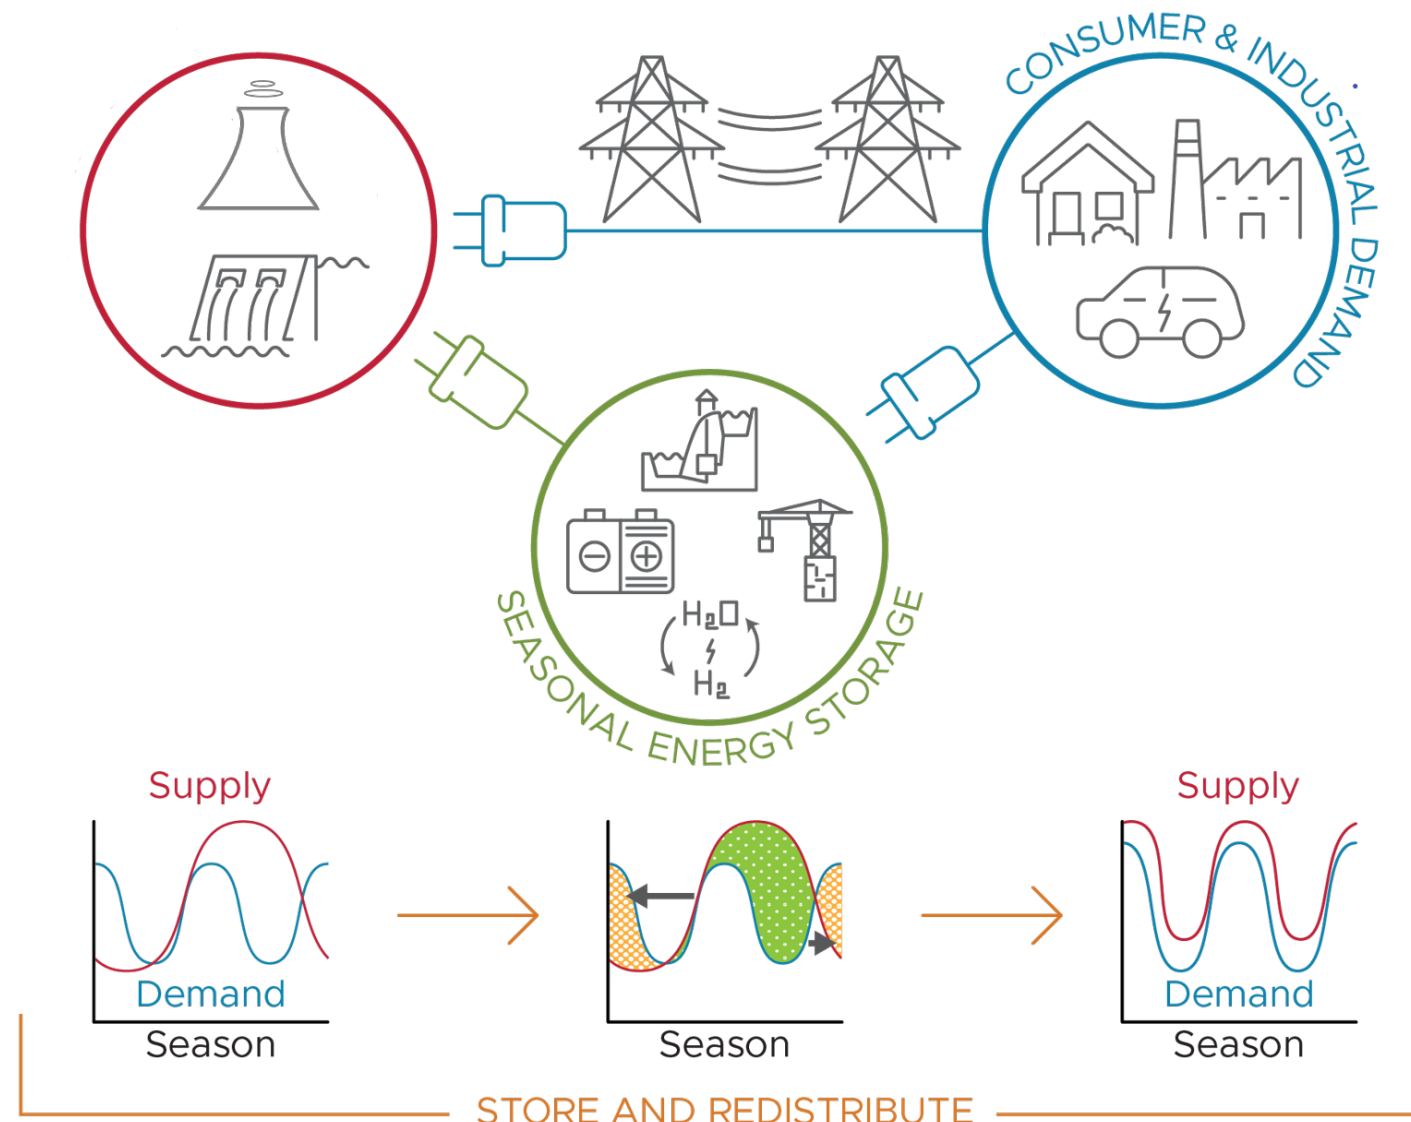 CONSUMER & INDUSTRIAL DEMAND
H₂O
H₂
SEASONAL ENERGY STORAGE
Supply
Demand
Season
Season
Supply
Demand
Season
STORE AND REDISTRIBUTE